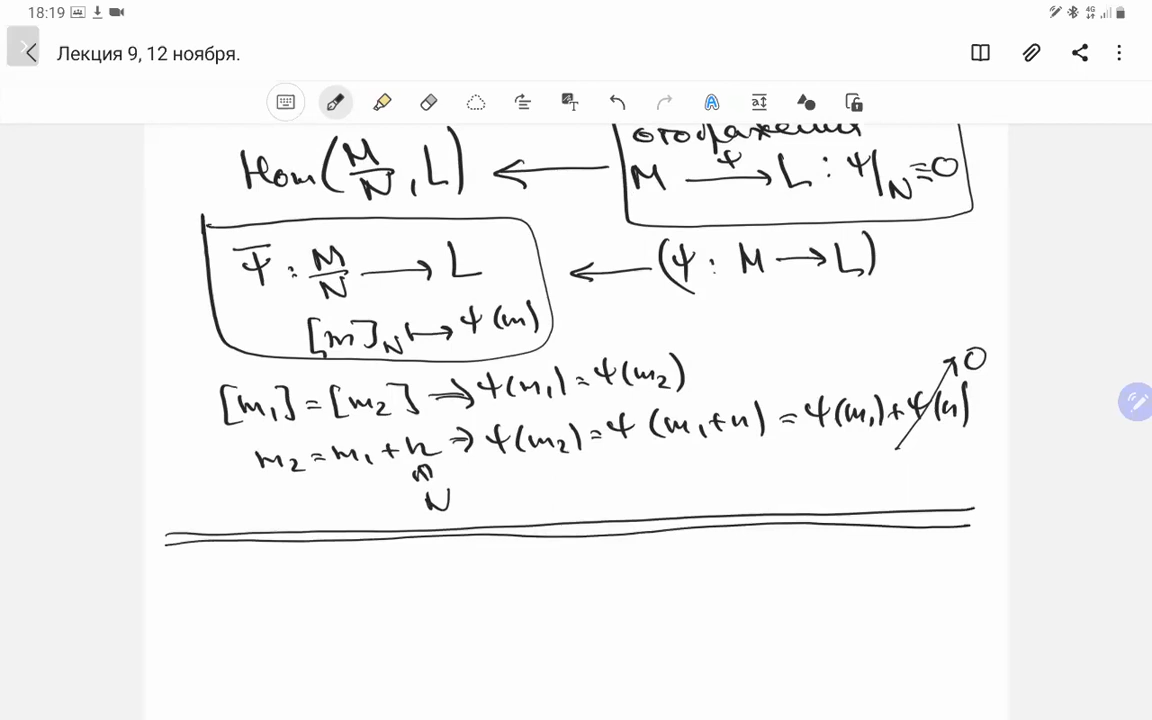 18:19
4G
Лекция 9, 12 ноября.
отображения
Hom(M/N, L) ← M —ψ→ L : ψ|_N ≡ 0
ψ̄ : M/N → L ← (ψ : M → L)
[m]_N ↦ ψ(m)
[m₁] = [m₂] ⇒ ψ(m₁) = ψ(m₂)
m₂ = m₁ + n ⇒ ψ(m₂) = ψ(m₁+n) = ψ(m₁) + ψ(n) ↗ 0
∈
N